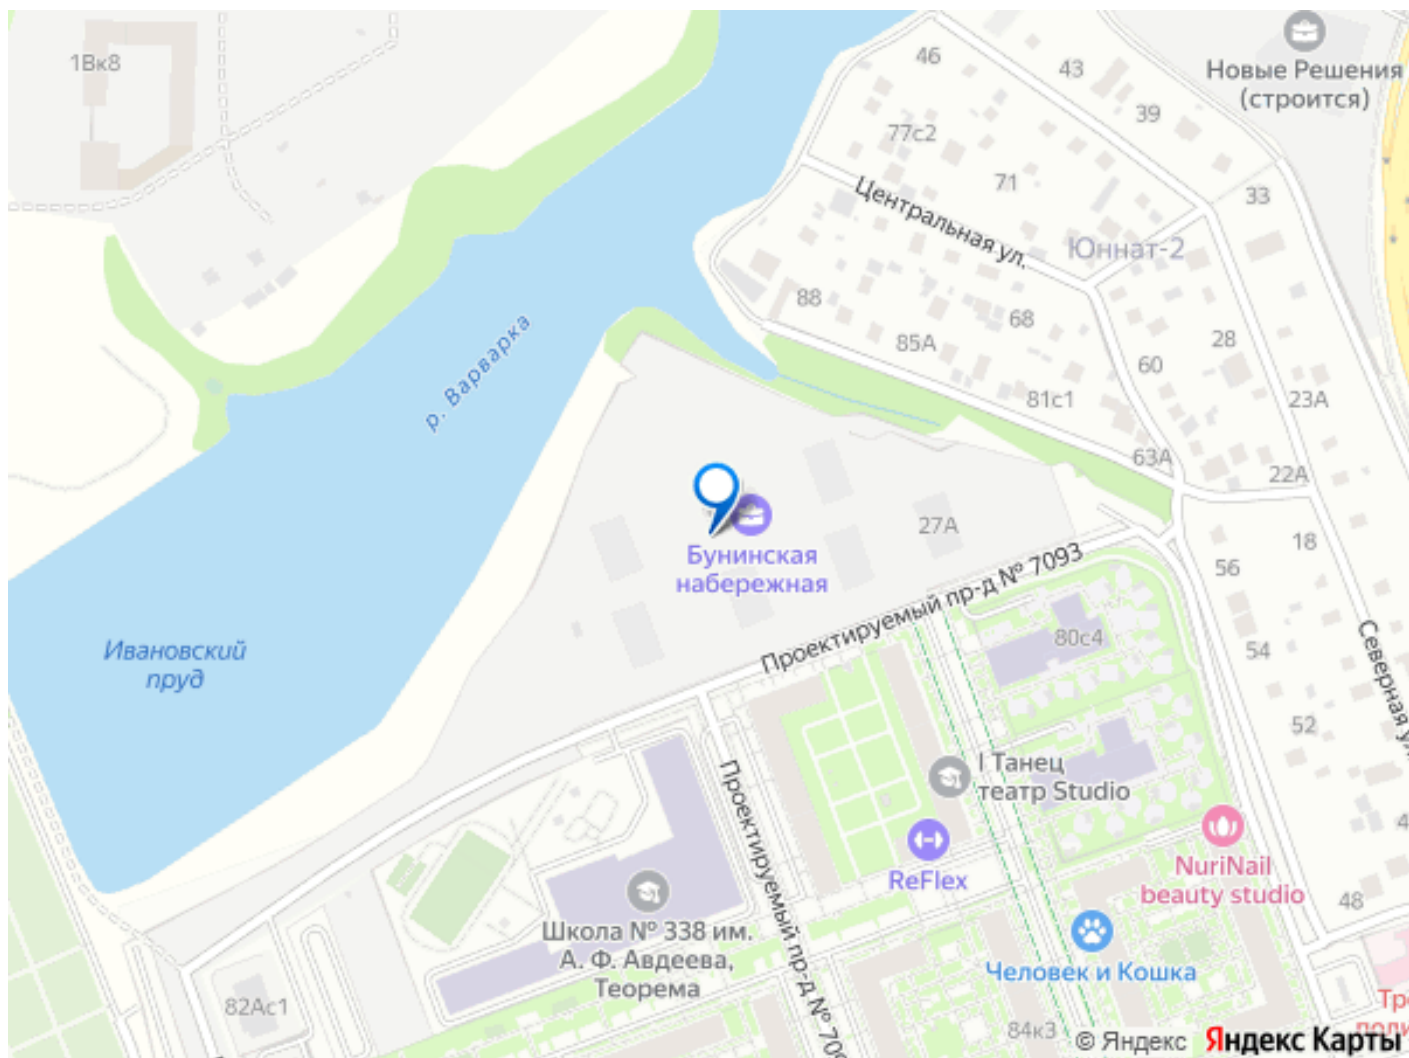 1Вк8
46
43
Новые Решения
(строится)
39
77с2
71
33
Центральная ул.
Юннат-2
88
68
28
85А
60
р. Варварка
81с1
23А
63А
22А
27А
18
Бунинская
набережная
56
Проектируемый пр-д № 7093
80с4
54
Северная ул.
Ивановский
пруд
52
I Танец
театр Studio
Проектируемый пр-д № 709
ReFlex
NuriNail
beauty studio
48
Школа № 338 им.
А. Ф. Авдеева,
Теорема
Человек и Кошка
82Ас1
84к3
© Яндекс
Яндекс Карты